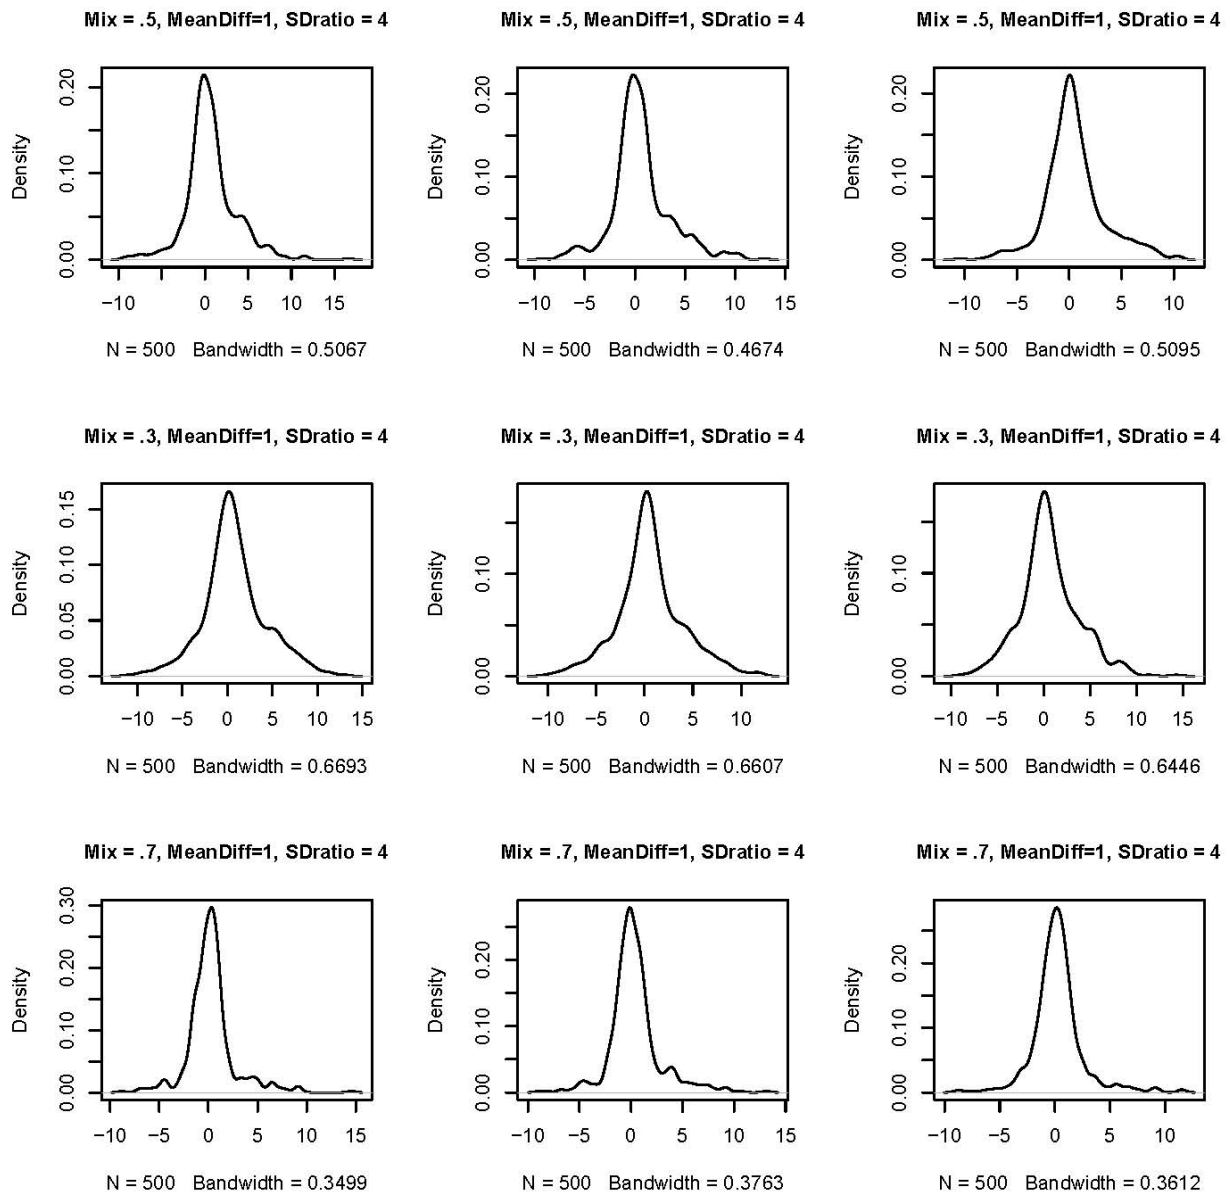 Mix = .5, MeanDiff=1, SDratio = 4
Density
0.00 0.10 0.20
−10 −5 0 5 10 15
N = 500 Bandwidth = 0.5067
Mix = .5, MeanDiff=1, SDratio = 4
Density
0.00 0.10 0.20
−10 −5 0 5 10 15
N = 500 Bandwidth = 0.4674
Mix = .5, MeanDiff=1, SDratio = 4
Density
0.00 0.10 0.20
−10 −5 0 5 10
N = 500 Bandwidth = 0.5095
Mix = .3, MeanDiff=1, SDratio = 4
Density
0.00 0.05 0.10 0.15
−10 −5 0 5 10 15
N = 500 Bandwidth = 0.6693
Mix = .3, MeanDiff=1, SDratio = 4
Density
0.00 0.10
−10 −5 0 5 10
N = 500 Bandwidth = 0.6607
Mix = .3, MeanDiff=1, SDratio = 4
Density
0.00 0.10
−10 −5 0 5 10 15
N = 500 Bandwidth = 0.6446
Mix = .7, MeanDiff=1, SDratio = 4
Density
0.00 0.10 0.20 0.30
−10 −5 0 5 10 15
N = 500 Bandwidth = 0.3499
Mix = .7, MeanDiff=1, SDratio = 4
Density
0.00 0.10 0.20
−10 −5 0 5 10 15
N = 500 Bandwidth = 0.3763
Mix = .7, MeanDiff=1, SDratio = 4
Density
0.00 0.10 0.20
−10 −5 0 5 10
N = 500 Bandwidth = 0.3612